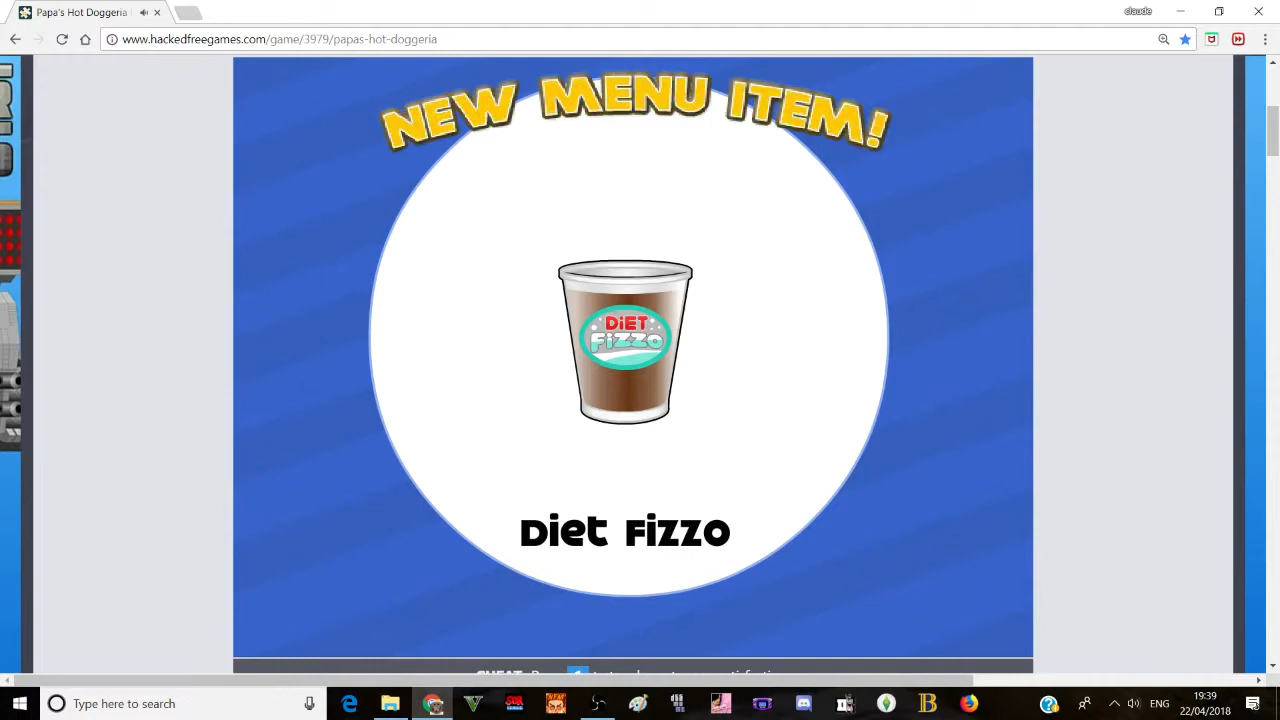 Papa's Hot Doggeria
claude
www.hackedfreegames.com/game/3979/papas-hot-doggeria
NEW MENU ITEM!
DiET
FiZZO
Diet Fizzo
Type here to search
ENG
19:39
22/04/2018